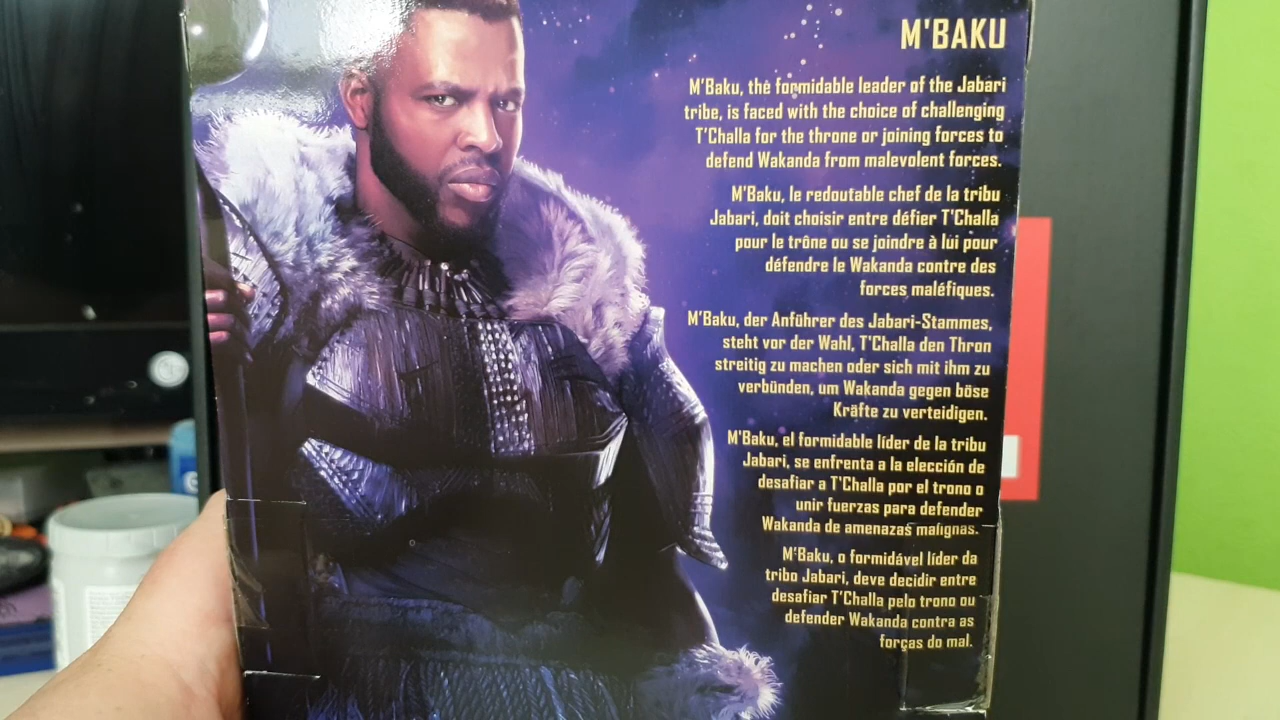 M'BAKU
M'Baku, the formidable leader of the Jabari
tribe, is faced with the choice of challenging
T'Challa for the throne or joining forces to
defend Wakanda from malevolent forces.
M'Baku, le redoutable chef de la tribu
Jabari, doit choisir entre défier T'Challa
pour le trône ou se joindre à lui pour
défendre le Wakanda contre des
forces maléfiques.
M'Baku, der Anführer des Jabari-Stammes,
steht vor der Wahl, T'Challa den Thron
streitig zu machen oder sich mit ihm zu
verbünden, um Wakanda gegen böse
Kräfte zu verteidigen.
M'Baku, el formidable líder de la tribu
Jabari, se enfrenta a la elección de
desafiar a T'Challa por el trono o
unir fuerzas para defender
Wakanda de amenazas malignas.
M'Baku, o formidável líder da
tribo Jabari, deve decidir entre
desafiar T'Challa pelo trono ou
defender Wakanda contra as
forças do mal.